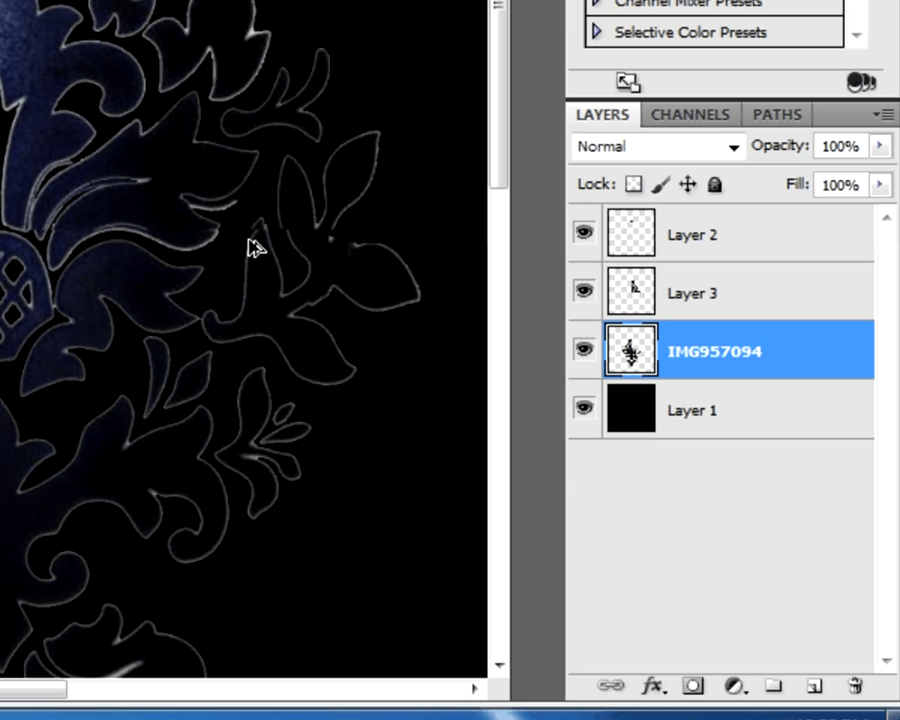 Channel Mixer Presets
Selective Color Presets
LAYERS CHANNELS PATHS
Normal Opacity: 100%
Lock: Fill: 100%
Layer 2
Layer 3
IMG957094
Layer 1
fx